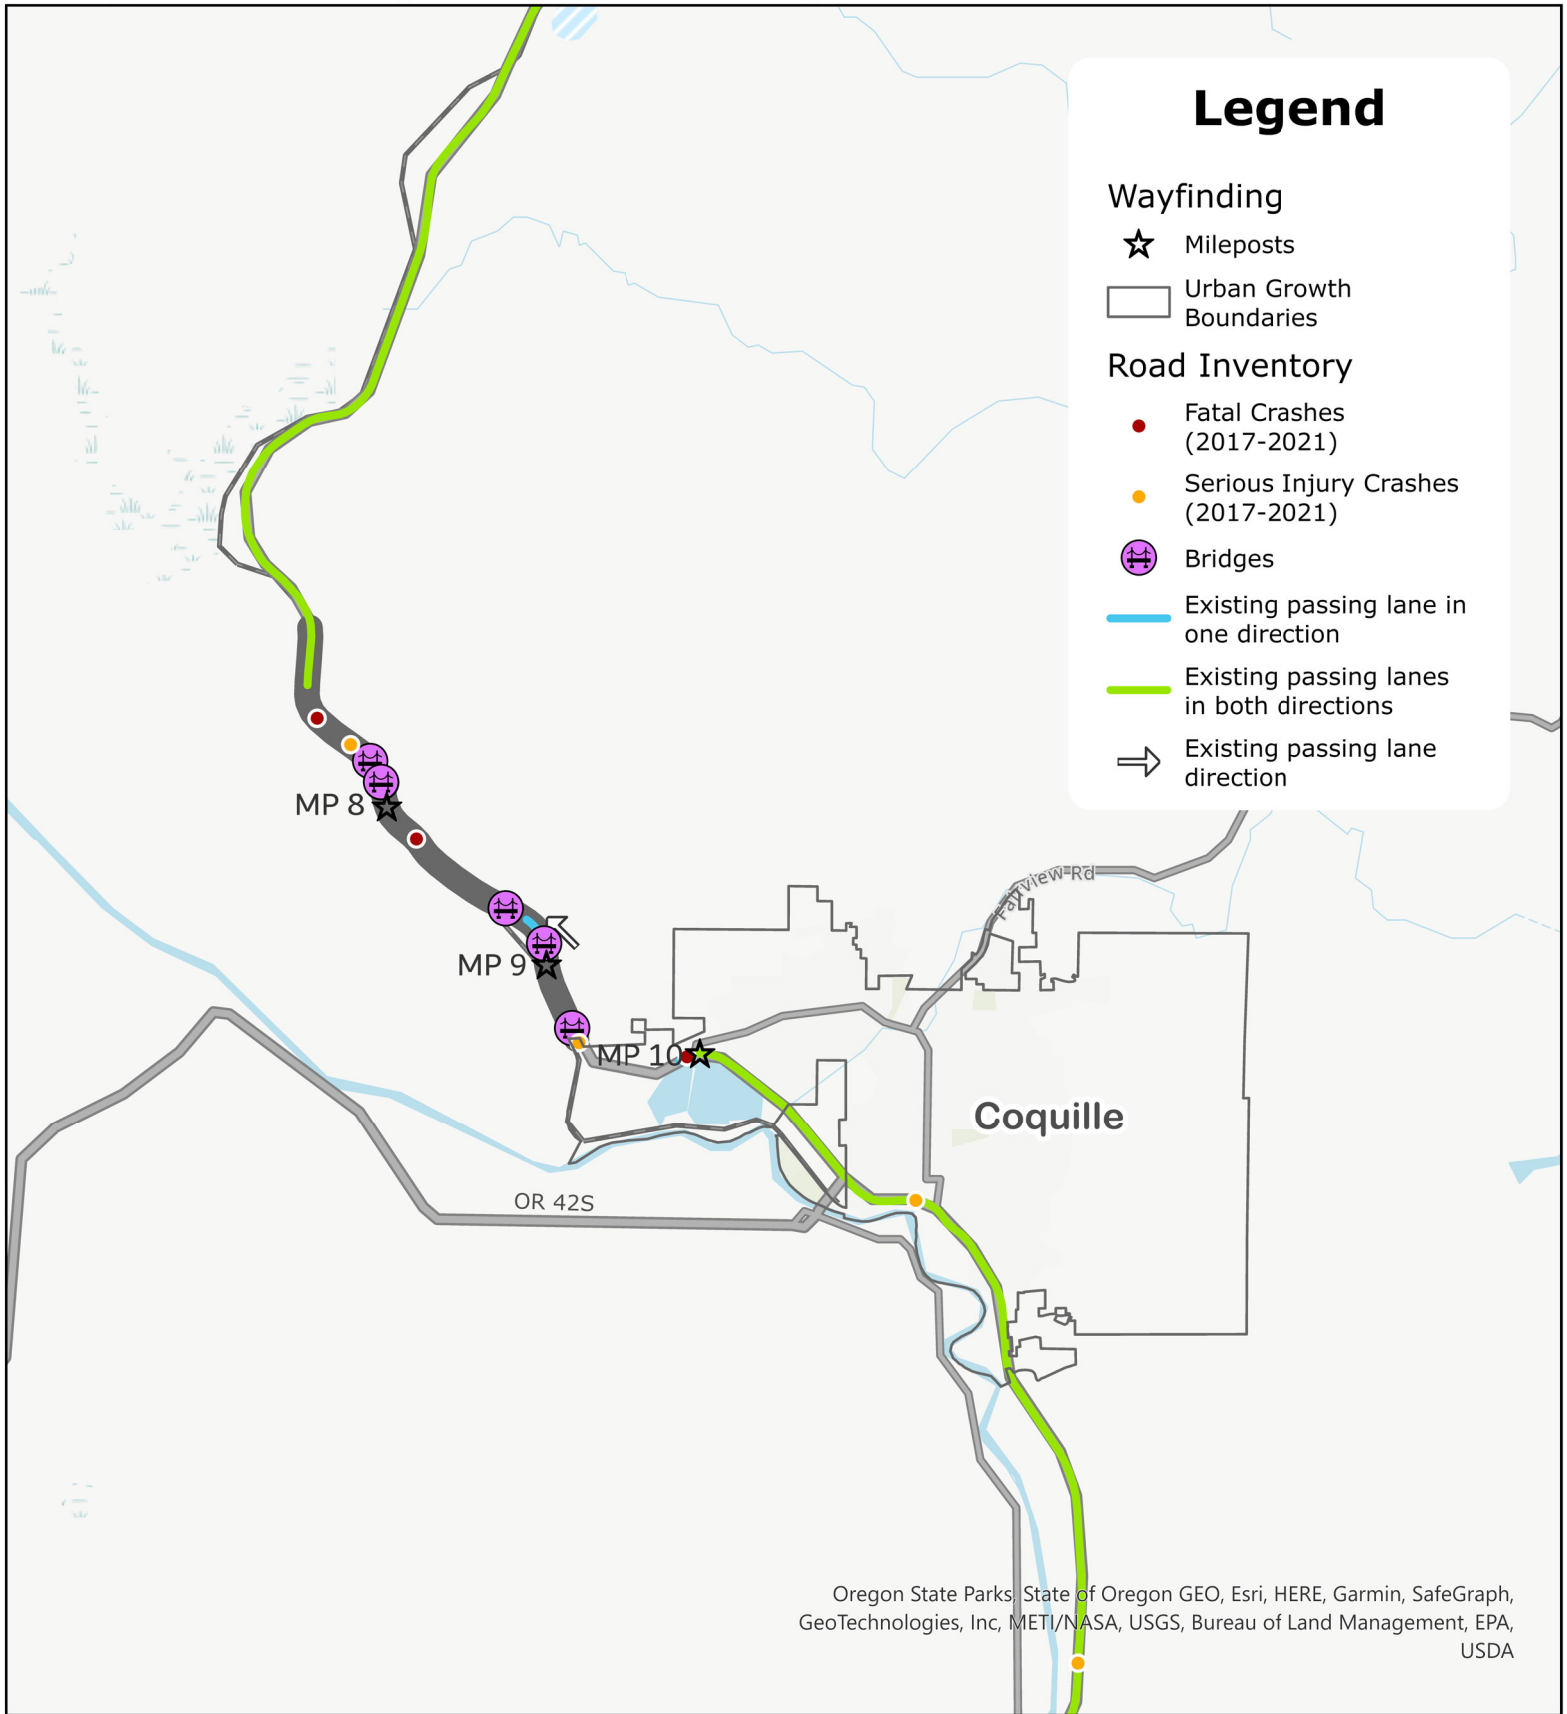 Legend
Wayfinding
Mileposts
Urban Growth
Boundaries
Road Inventory
Fatal Crashes
(2017-2021)
Serious Injury Crashes
(2017-2021)
Bridges
Existing passing lane in
one direction
Existing passing lanes
in both directions
Existing passing lane
direction
MP 8
Fairview Rd
MP 9
MP 10
Coquille
OR 42S
Oregon State Parks, State of Oregon GEO, Esri, HERE, Garmin, SafeGraph,
GeoTechnologies, Inc, METI/NASA, USGS, Bureau of Land Management, EPA,
USDA